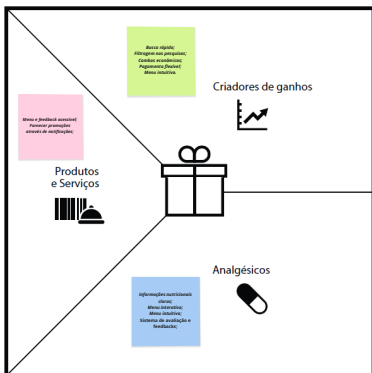 Busca rápida;
Filtragem nas pesquisas;
Combos econômicos;
Pagamento flexível;
Menu intuitivo.
Criadores de ganhos
Menu e feedback acessível;
Fornecer promoções
através de notificações;
Produtos
e Serviços
Analgésicos
Informações nutricionais
claras;
Menu interativo;
Menu intuitivo;
Sistema de avaliação e
feedbacks;